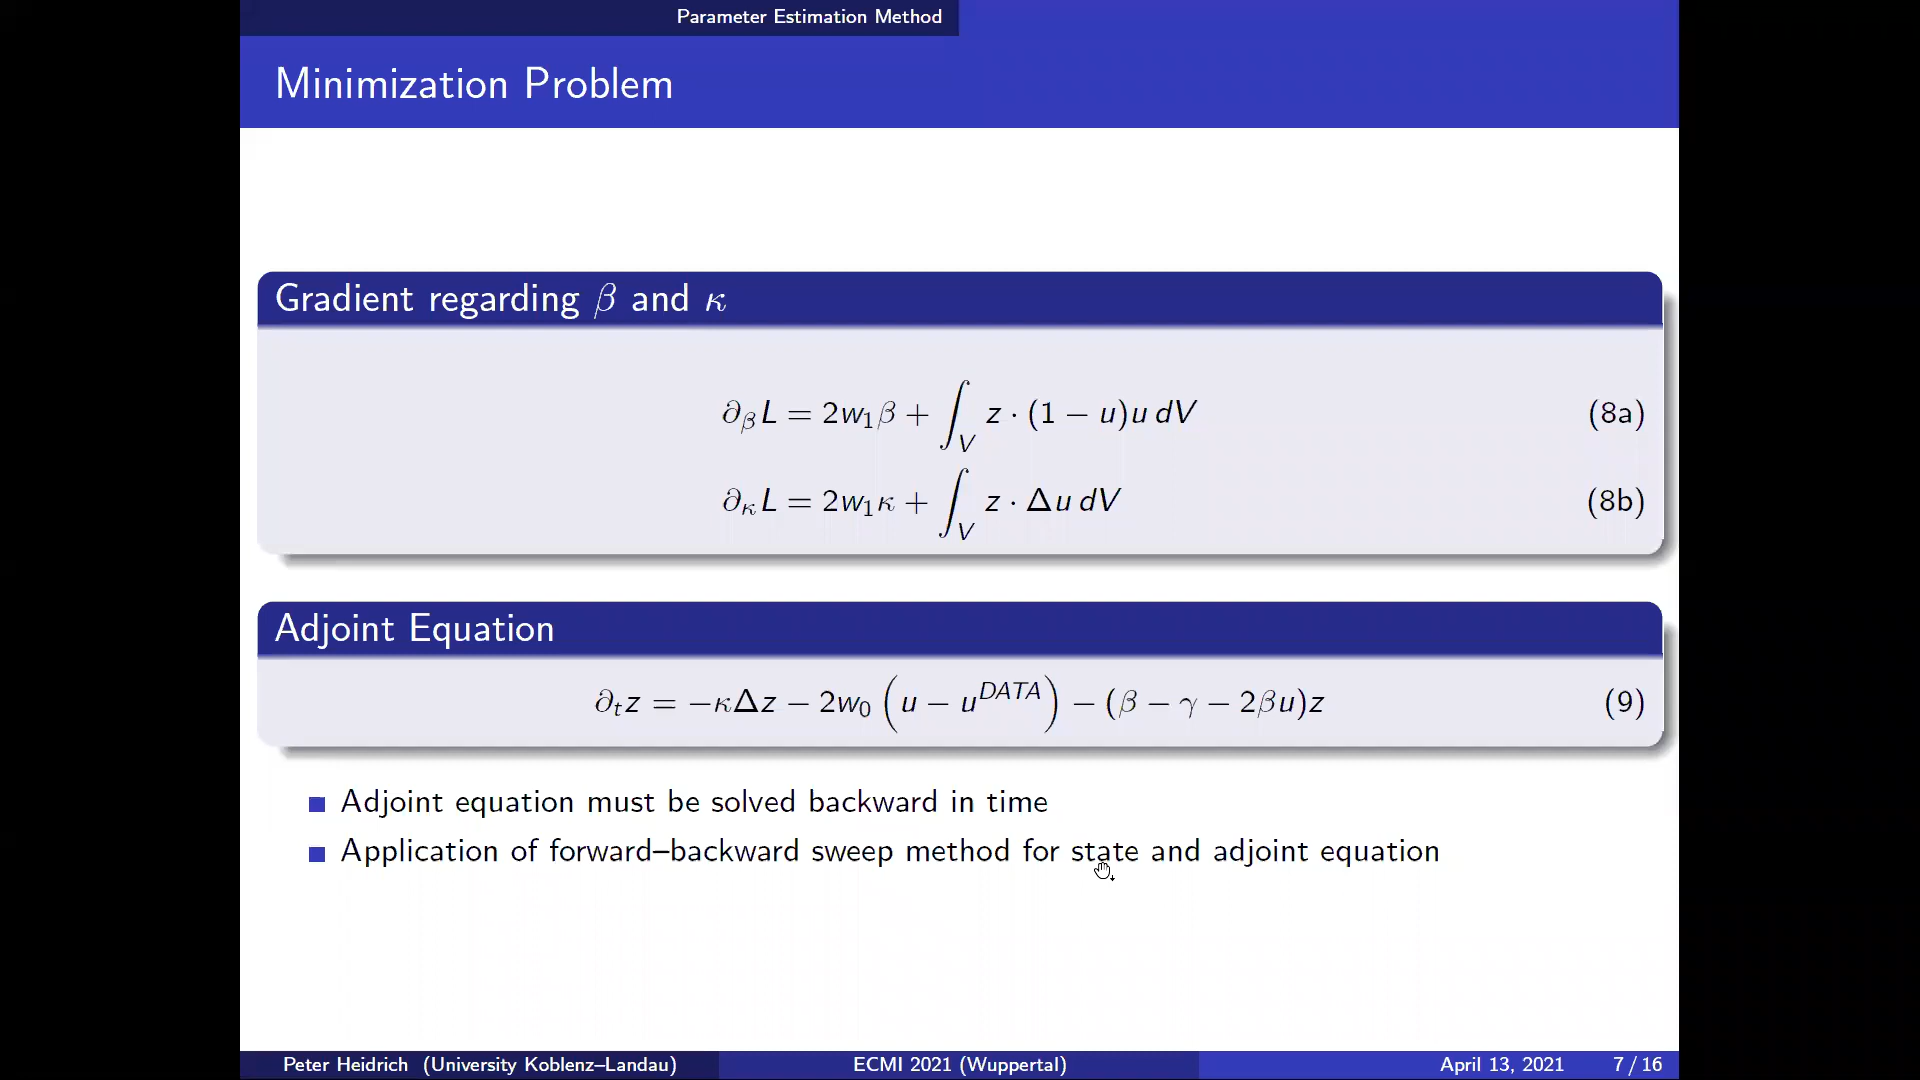 Parameter Estimation Method
Minimization Problem
Gradient regarding β and κ
∂_β L = 2w₁β + ∫_V z · (1 − u)u dV (8a)
∂_κ L = 2w₁κ + ∫_V z · Δu dV (8b)
Adjoint Equation
∂_t z = −κΔz − 2w₀ (u − u^DATA) − (β − γ − 2βu)z (9)
Adjoint equation must be solved backward in time
Application of forward–backward sweep method for state and adjoint equation
Peter Heidrich (University Koblenz–Landau) ECMI 2021 (Wuppertal) April 13, 2021 7 / 16